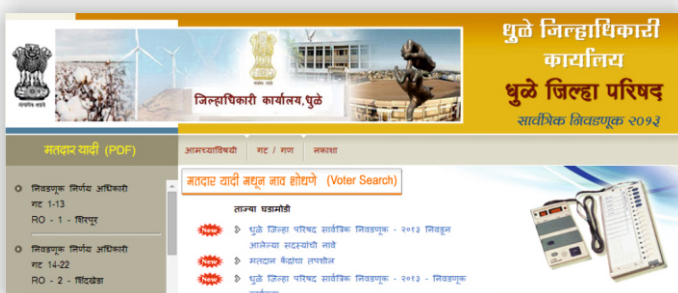 धुळे जिल्हाधिकारी
कार्यालय
धुळे जिल्हा परिषद
सार्वत्रिक निवडणूक २०१३
जिल्हाधिकारी कार्यालय,धुळे
मतदार यादी (PDF)
आमच्याविषयी गट / गण नकाशा
निवडणूक निर्णय अधिकारी
गट 1-13
RO - 1 - शिरपूर
निवडणूक निर्णय अधिकारी
गट 14-22
RO - 2 - शिंदखेडा
मतदार यादी मधून नाव शोधणे (Voter Search)
ताज्या घडामोडी
New धुळे जिल्हा परिषद सार्वत्रिक निवडणूक - २०१३ निवडून
आलेल्या सदस्यांची नावे
New मतदान केंद्रांचा तपशील
New धुळे जिल्हा परिषद सार्वत्रिक निवडणूक - २०१३ - निवडणूक